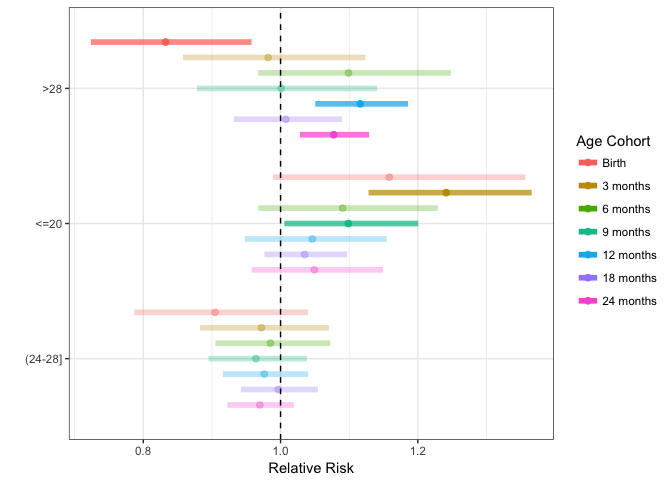 >28
<=20
(24-28]
0.8
1.0
1.2
Relative Risk
Age Cohort
Birth
3 months
6 months
9 months
12 months
18 months
24 months